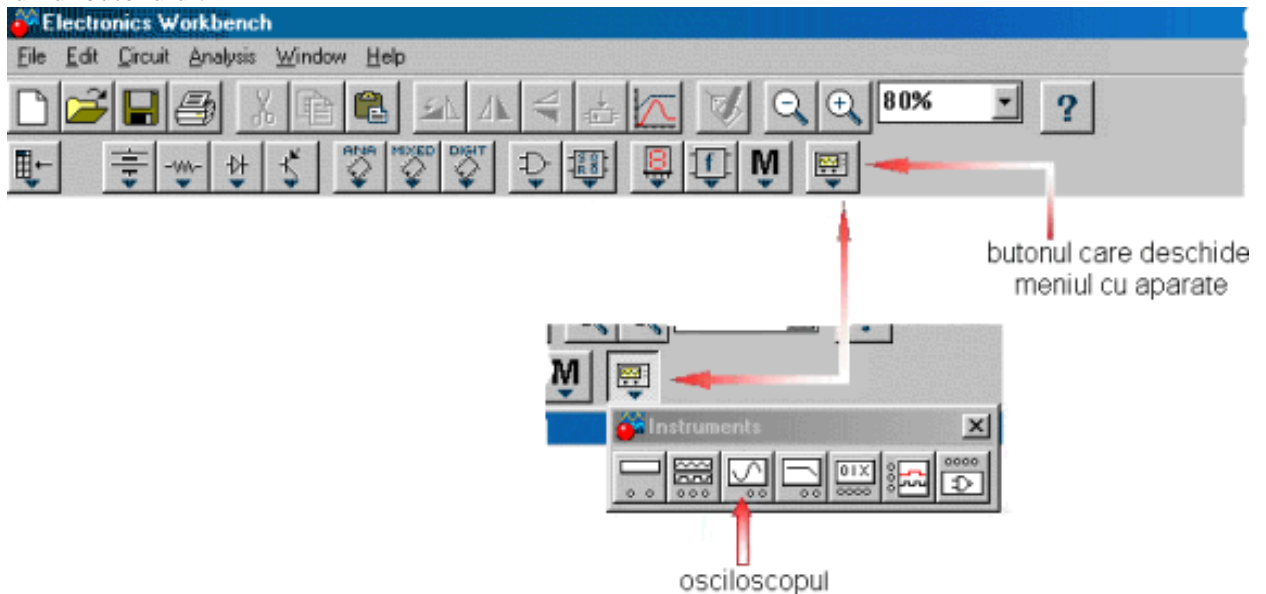 Electronics Workbench
File Edit Circuit Analysis Window Help
80% ?
ANA MIXED DIGIT
f M
butonul care deschide
meniul cu aparate
M
Instruments
01X
osciloscopul